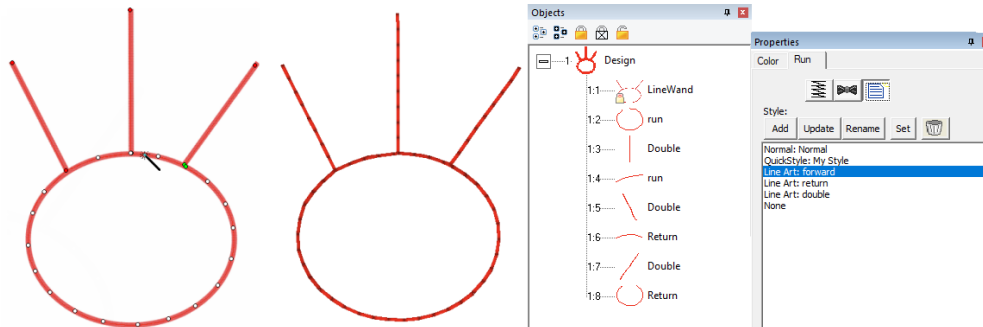 Objects
1 Design
1:1 LineWand
1:2 run
1:3 Double
1:4 run
1:5 Double
1:6 Return
1:7 Double
1:8 Return
Properties
Color Run
Style:
Add Update Rename Set
Normal: Normal
QuickStyle: My Style
Line Art: forward
Line Art: return
Line Art: double
None